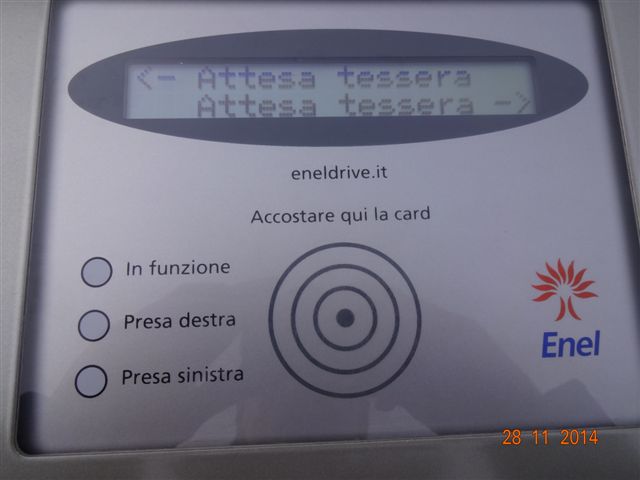 <- Attesa tessera
Attesa tessera ->
eneldrive.it
Accostare qui la card
In funzione
Presa destra
Presa sinistra
Enel
28 11 2014